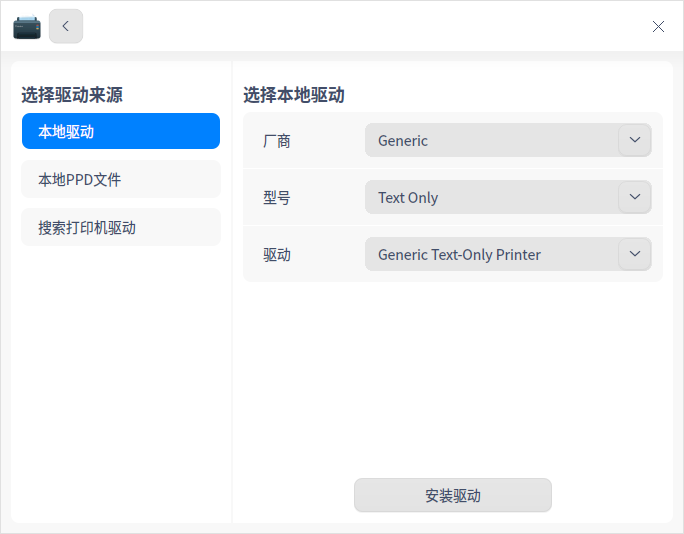 选择驱动来源
本地驱动
本地PPD文件
搜索打印机驱动
选择本地驱动
厂商 Generic
型号 Text Only
驱动 Generic Text-Only Printer
安装驱动